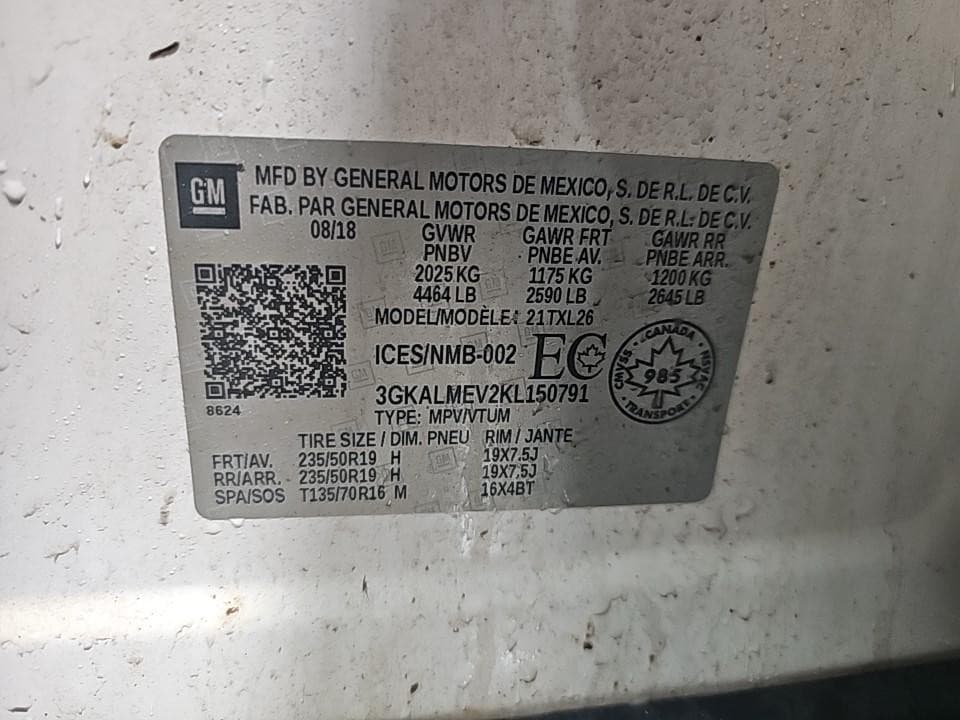 GM
MFD BY GENERAL MOTORS DE MEXICO, S. DE R.L. DE C.V.
FAB. PAR GENERAL MOTORS DE MEXICO, S. DE R.L. DE C.V.
08/18 GVWR GAWR FRT GAWR RR
PNBV PNBE AV. PNBE ARR.
2025 KG 1175 KG 1200 KG
4464 LB 2590 LB 2645 LB
MODEL/MODÈLE: 21TXL26
ICES/NMB-002 EC
CANADA CMVSS NSVAC 985 TRANSPORT
3GKALMEV2KL150791
8624
TYPE: MPV/VTUM
TIRE SIZE / DIM. PNEU RIM / JANTE
FRT/AV. 235/50R19 H 19X7.5J
RR/ARR. 235/50R19 H 19X7.5J
SPA/SOS T135/70R16 M 16X4BT